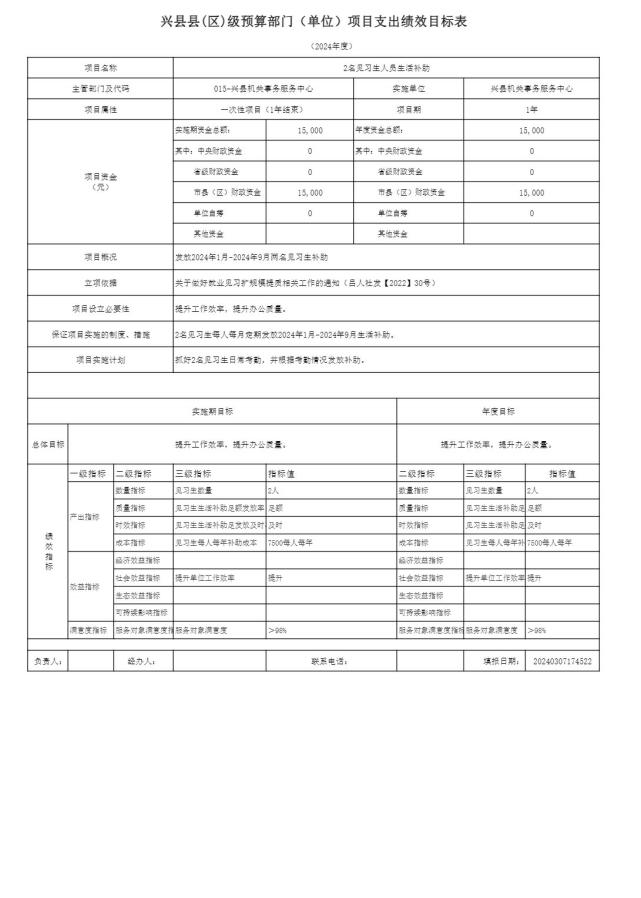 兴县县(区)级预算部门（单位）项目支出绩效目标表
（2024年度）
项目名称 2名见习生人员生活补助
主管部门及代码 015-兴县机关事务服务中心 实施单位 兴县机关事务服务中心
项目属性 一次性项目（1年结束） 项目期 1年
项目资金（元） 实施期资金总额： 15,000 年度资金总额： 15,000
其中：中央财政资金 0 其中：中央财政资金 0
省级财政资金 0 省级财政资金 0
市县（区）财政资金 15,000 市县（区）财政资金 15,000
单位自筹 0 单位自筹 0
其他资金 其他资金
项目概况 发放2024年1月-2024年9月两名见习生补助
立项依据 关于做好就业见习扩规模提质相关工作的通知（吕人社发【2022】30号）
项目设立必要性 提升工作效率，提升办公质量。
保证项目实施的制度、措施 2名见习生每人每月定期发放2024年1月-2024年9月生活补助。
项目实施计划 抓好2名见习生日常考勤，并根据考勤情况发放补助。
实施期目标 年度目标
总体目标 提升工作效率，提升办公质量。 提升工作效率，提升办公质量。
绩效指标 一级指标 二级指标 三级指标 指标值 二级指标 三级指标 指标值
产出指标 数量指标 见习生数量 2人 数量指标 见习生数量 2人
质量指标 见习生生活补助足额发放率 足额 质量指标 见习生生活补助足 足额
时效指标 见习生生活补助足发放及时 及时 时效指标 见习生生活补助足 及时
成本指标 见习生每人每年补助成本 7500每人每年 成本指标 见习生每人每年补 7500每人每年
效益指标 经济效益指标 经济效益指标
社会效益指标 提升单位工作效率 提升 社会效益指标 提升单位工作效率 提升
生态效益指标 生态效益指标
可持续影响指标 可持续影响指标
满意度指标 服务对象满意度指 服务对象满意度 ＞98% 服务对象满意度指标 服务对象满意度 ＞98%
负责人： 经办人： 联系电话： 填报日期： 20240307174522